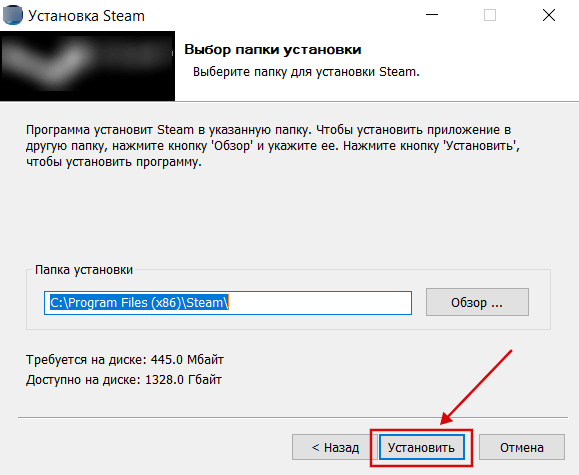 Установка Steam
Выбор папки установки
Выберите папку для установки Steam.
Программа установит Steam в указанную папку. Чтобы установить приложение в
другую папку, нажмите кнопку 'Обзор' и укажите ее. Нажмите кнопку 'Установить',
чтобы установить программу.
Папка установки
C:\Program Files (x86)\Steam\
Обзор ...
Требуется на диске: 445.0 Мбайт
Доступно на диске: 1328.0 Гбайт
< Назад
Установить
Отмена